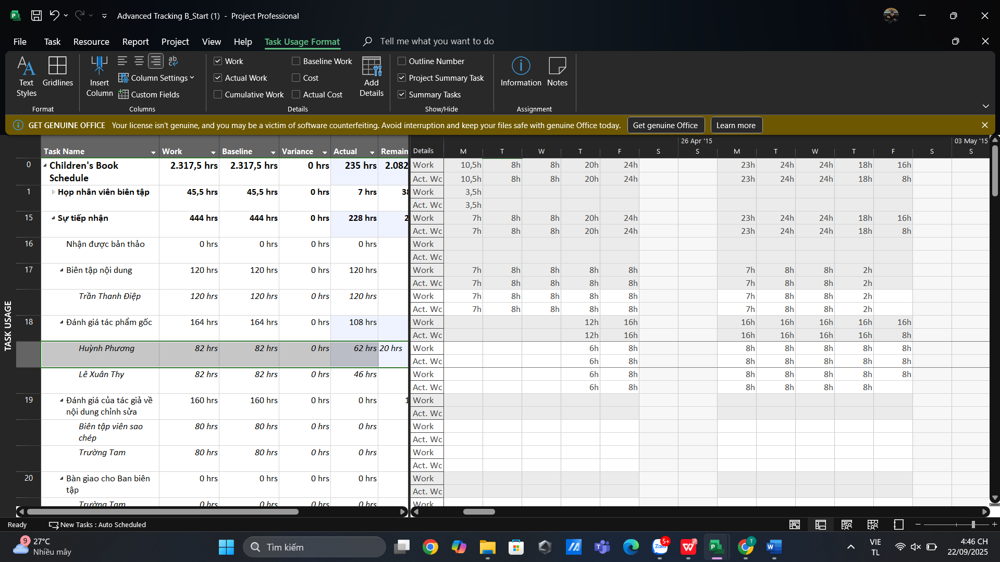 Advanced Tracking B_Start (1) - Project Professional
File Task Resource Report Project View Help Task Usage Format Tell me what you want to do
Text Styles
Gridlines
Format
Insert Column
Column Settings
Custom Fields
Columns
Work
Actual Work
Cumulative Work
Baseline Work
Cost
Actual Cost
Add Details
Details
Outline Number
Project Summary Task
Summary Tasks
Show/Hide
Information
Notes
Assignment
GET GENUINE OFFICE Your license isn't genuine, and you may be a victim of software counterfeiting. Avoid interruption and keep your files safe with genuine Office today. Get genuine Office Learn more
26 Apr '15 03 May '15
Task Name Work Baseline Variance Actual Remain Details M T W T F S S M T W T F S S
0 Children's Book Schedule 2.317,5 hrs 2.317,5 hrs 0 hrs 235 hrs 2.082 Work 10,5h 8h 8h 20h 24h 23h 24h 24h 18h 16h
Act. Wc 10,5h 8h 8h 20h 24h 23h 24h 24h 18h 8h
1 Họp nhân viên biên tập 45,5 hrs 45,5 hrs 0 hrs 7 hrs 38 Work 3,5h
Act. Wc 3,5h
15 Sự tiếp nhận 444 hrs 444 hrs 0 hrs 228 hrs 2 Work 7h 8h 8h 20h 24h 23h 24h 24h 18h 16h
Act. Wc 7h 8h 8h 20h 24h 23h 24h 24h 18h 8h
16 Nhận được bản thảo 0 hrs 0 hrs 0 hrs 0 hrs Work
Act. Wc
17 Biên tập nội dung 120 hrs 120 hrs 0 hrs 120 hrs Work 7h 8h 8h 8h 8h 7h 8h 8h 2h
Act. Wc 7h 8h 8h 8h 8h 7h 8h 8h 2h
Trần Thanh Điệp 120 hrs 120 hrs 0 hrs 120 hrs Work 7h 8h 8h 8h 8h 7h 8h 8h 2h
Act. Wc 7h 8h 8h 8h 8h 7h 8h 8h 2h
18 Đánh giá tác phẩm gốc 164 hrs 164 hrs 0 hrs 108 hrs Work 12h 16h 16h 16h 16h 16h 16h
Act. Wc 12h 16h 16h 16h 16h 16h 8h
Huỳnh Phương 82 hrs 82 hrs 0 hrs 62 hrs 20 hrs Work 6h 8h 8h 8h 8h 8h 8h
Act. Wc 6h 8h 8h 8h 8h 8h 8h
Lê Xuân Thy 82 hrs 82 hrs 0 hrs 46 hrs Work 6h 8h 8h 8h 8h 8h 8h
Act. Wc 6h 8h 8h 8h 8h 8h
19 Đánh giá của tác giả về nội dung chỉnh sửa 160 hrs 160 hrs 0 hrs 0 hrs 1 Work
Act. Wc
Biên tập viên sao chép 80 hrs 80 hrs 0 hrs 0 hrs Work
Act. Wc
Trường Tam 80 hrs 80 hrs 0 hrs 0 hrs Work
Act. Wc
20 Bàn giao cho Ban biên tập 0 hrs 0 hrs 0 hrs 0 hrs Work
Act. Wc
Trường Tam 0 hrs 0 hrs 0 hrs 0 hrs Work
TASK USAGE
Ready New Tasks : Auto Scheduled
9 27°C
Nhiều mây
Tìm kiếm
5+
Zalo
T
VIE
TL
4:46 CH
22/09/2025